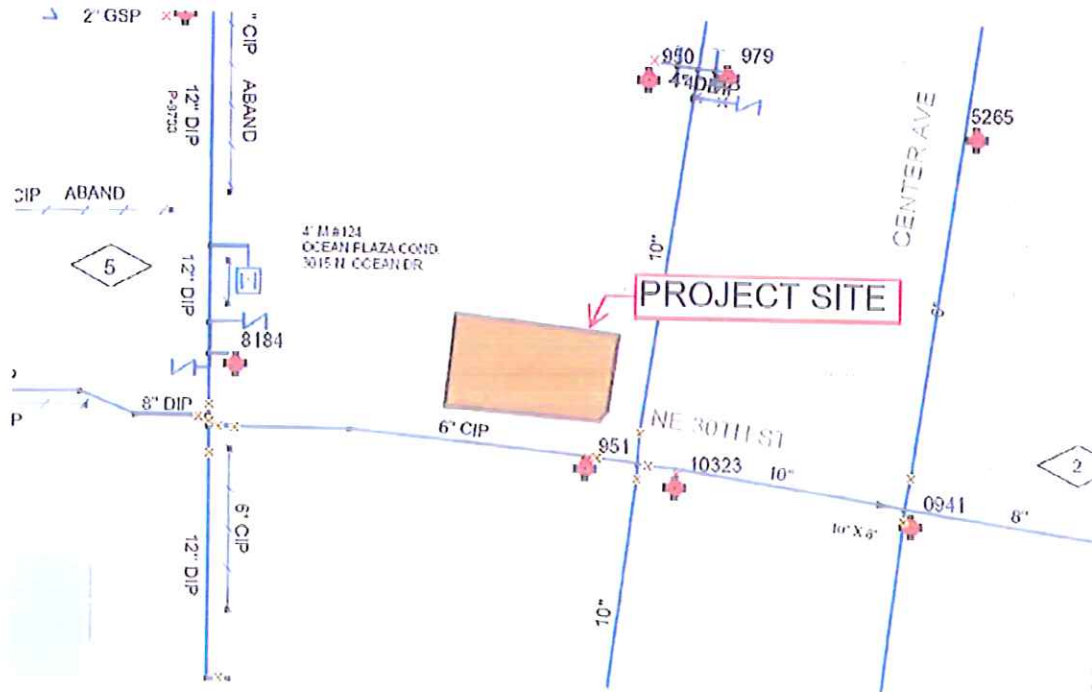 2" GSP
" CIP ABAND
12" DIP
950
979
5265
CENTER AVE
CIP ABAND
5
4" M#124
OCEAN PLAZA COND.
3015 N. OCEAN DR.
12" DIP
10"
PROJECT SITE
8184
8" DIP
P
6" CIP
NE 30TH ST
951
10323
10"
2
0941
8"
6" CIP
12" DIP
10"